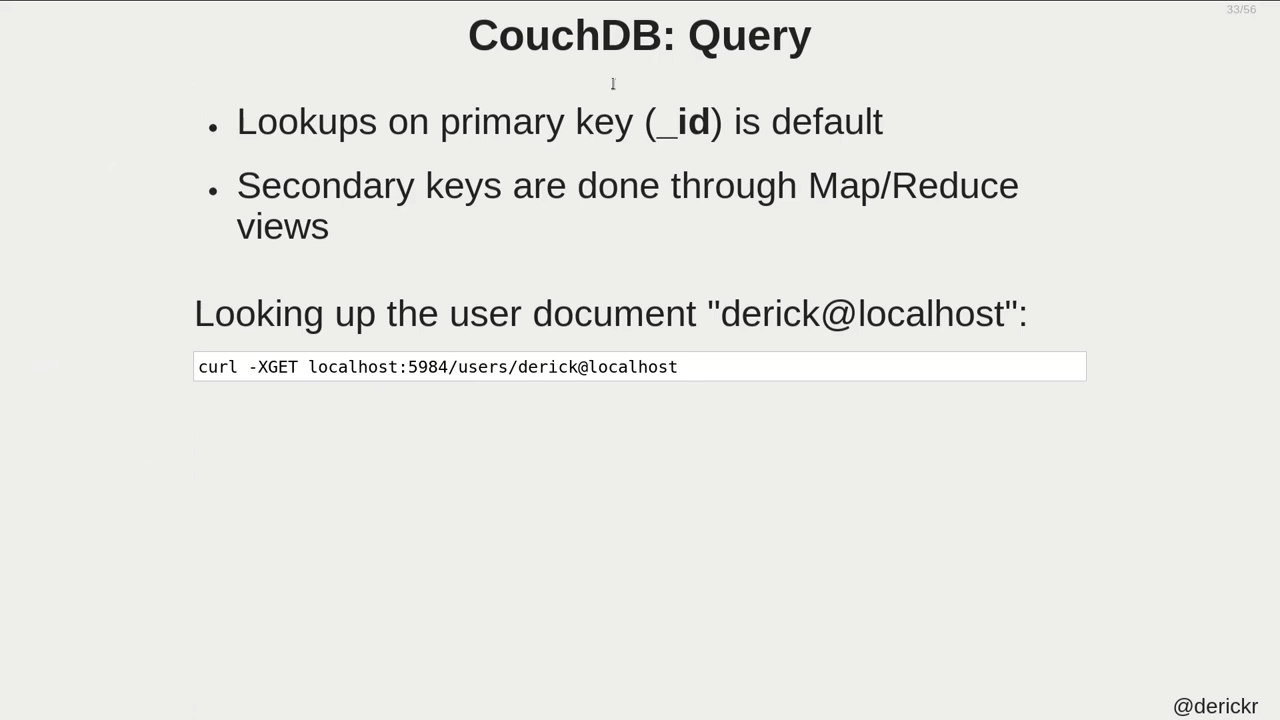 33/56
CouchDB: Query
• Lookups on primary key (_id) is default
• Secondary keys are done through Map/Reduce
views
Looking up the user document "derick@localhost":
curl -XGET localhost:5984/users/derick@localhost
@derickr